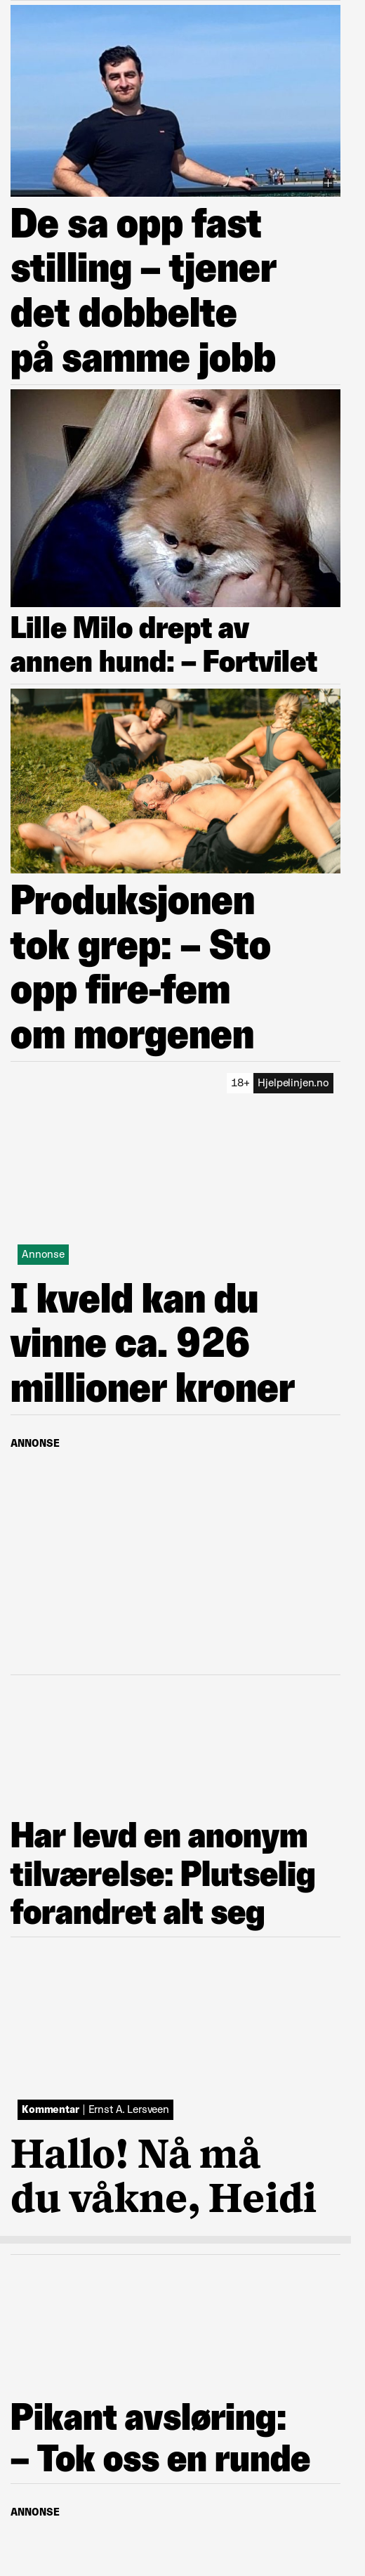 De sa opp fast
stilling – tjener
det dobbelte
på samme jobb
Lille Milo drept av
annen hund: – Fortvilet
Produksjonen
tok grep: – Sto
opp fire-fem
om morgenen
18+ Hjelpelinjen.no
Annonse
I kveld kan du
vinne ca. 926
millioner kroner
ANNONSE
Har levd en anonym
tilværelse: Plutselig
forandret alt seg
Kommentar | Ernst A. Lersveen
Hallo! Nå må
du våkne, Heidi
Pikant avsløring:
– Tok oss en runde
ANNONSE